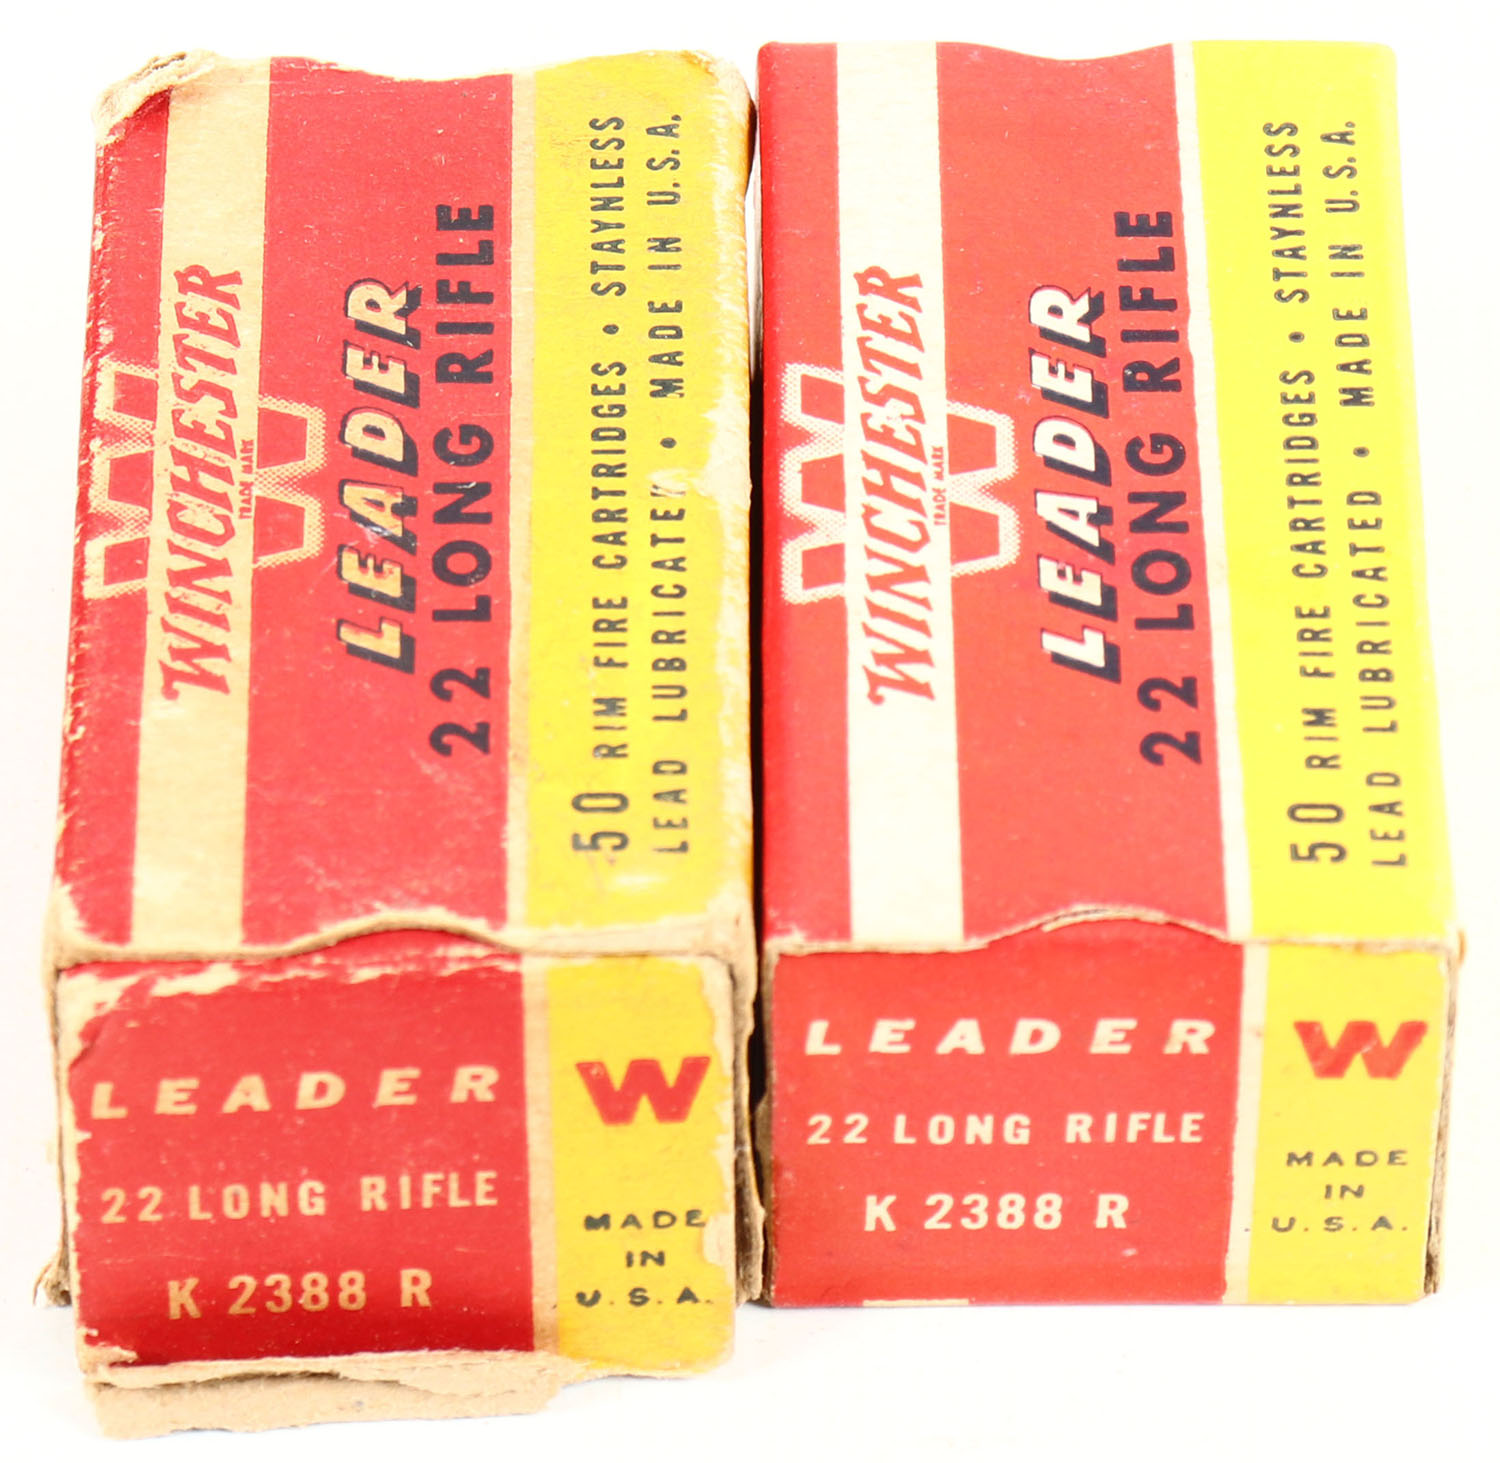 W
WINCHESTER
TRADE MARK
LEADER
22 LONG RIFLE
50 RIM FIRE CARTRIDGES • STAYNLESS
LEAD LUBRICATED • MADE IN U.S.A.
LEADER
22 LONG RIFLE
K 2388 R
W
MADE
IN
U.S.A.
W
WINCHESTER
TRADE MARK
LEADER
22 LONG RIFLE
50 RIM FIRE CARTRIDGES • STAYNLESS
LEAD LUBRICATED • MADE IN U.S.A.
LEADER
22 LONG RIFLE
K 2388 R
W
MADE
IN
U.S.A.